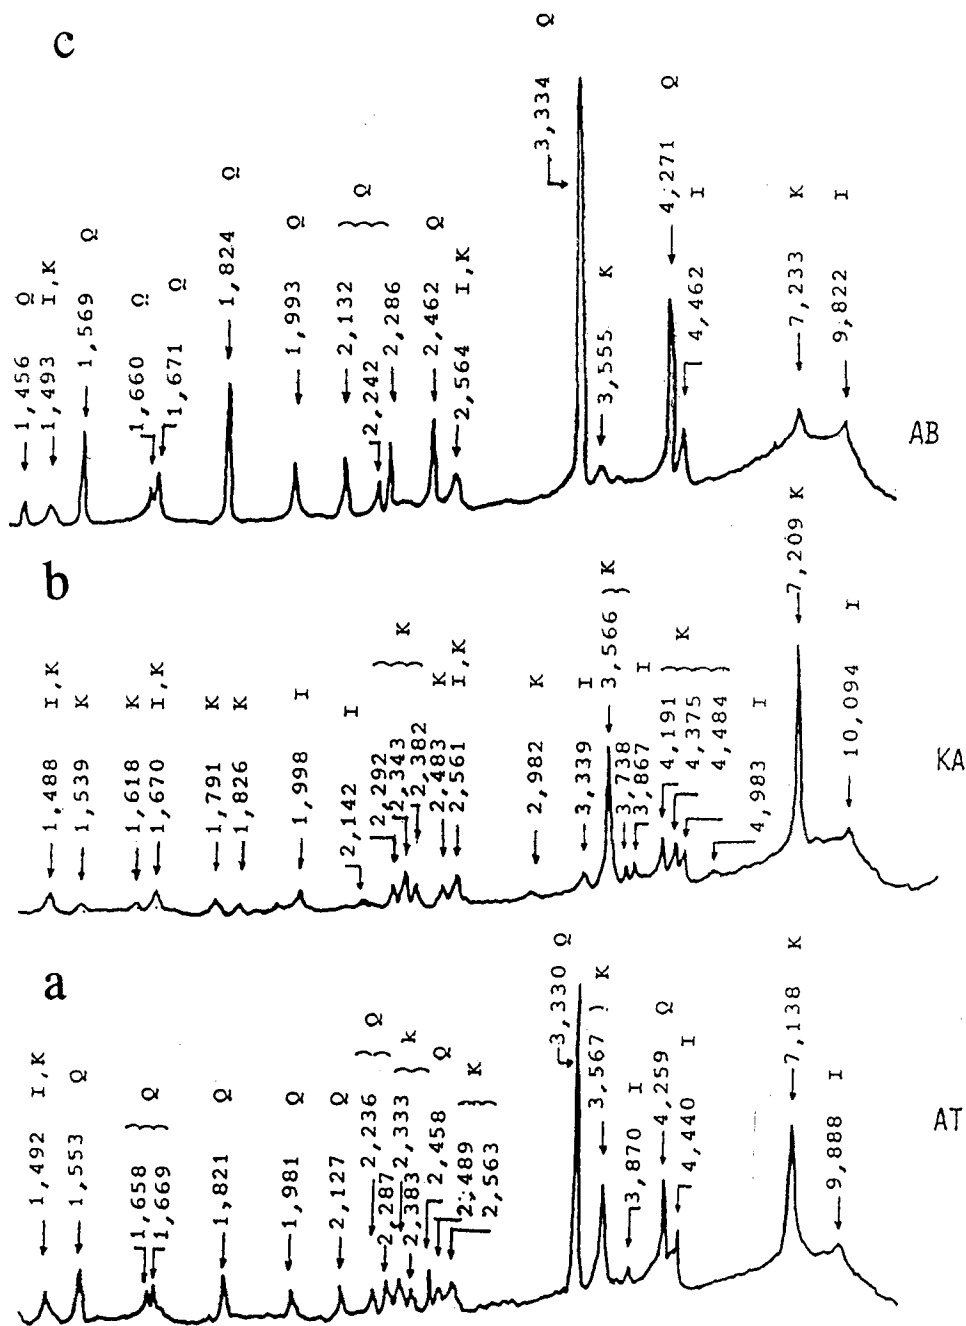 c
1,456 Q
1,493 I,K
1,569 Q
1,660 Q
1,671 Q
1,824 Q
1,993 Q
2,132
2,242
2,286
Q
2,462 Q
2,564 I,K
3,334 Q
3,555 K
4,271 Q
4,462 I
7,233 K
9,822 I
AB
b
1,488 I,K
1,539 K
1,618 K
1,670 I,K
1,791 K
1,826 K
1,998 I
2,142 I
2,292
2,343
2,382
K
2,483 K
2,561 I,K
2,982 K
3,339 I
3,566 K
3,738
3,867 I
4,191
4,375
4,484
K
4,983 I
7,209 K
10,094 I
KA
a
1,492 I,K
1,553 Q
1,658
1,669
Q
1,821 Q
1,981 Q
2,127 Q
2,236
2,287
Q
2,333
2,383
k
2,458 Q
2,489
2,563
K
3,330 Q
3,567 ) K
3,870 I
4,259 Q
4,440 I
7,138 K
9,888 I
AT